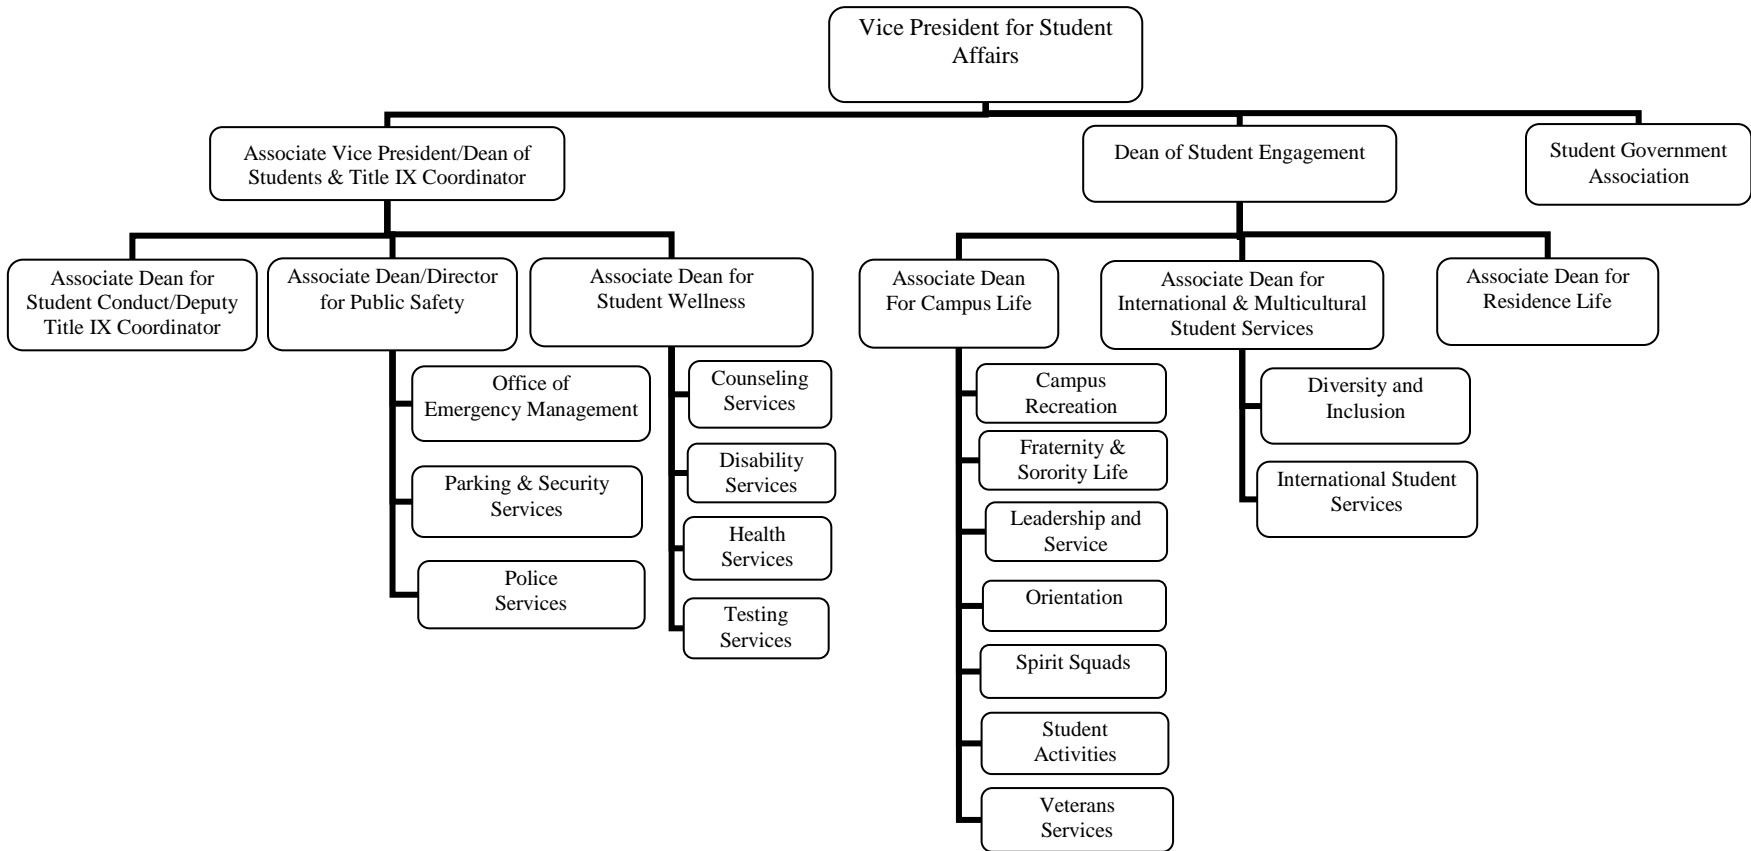 Vice President for Student
Affairs
Associate Vice President/Dean of
Students & Title IX Coordinator
Dean of Student Engagement
Student Government
Association
Associate Dean for
Student Conduct/Deputy
Title IX Coordinator
Associate Dean/Director
for Public Safety
Associate Dean for
Student Wellness
Associate Dean
For Campus Life
Associate Dean for
International & Multicultural
Student Services
Associate Dean for
Residence Life
Office of
Emergency Management
Parking & Security
Services
Police
Services
Counseling
Services
Disability
Services
Health
Services
Testing
Services
Campus
Recreation
Fraternity &
Sorority Life
Leadership and
Service
Orientation
Spirit Squads
Student
Activities
Veterans
Services
Diversity and
Inclusion
International Student
Services